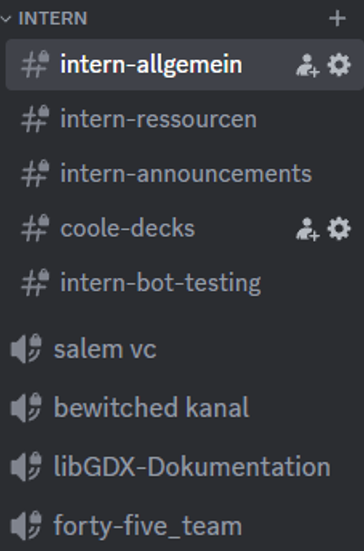 INTERN
intern-allgemein
intern-ressourcen
intern-announcements
coole-decks
intern-bot-testing
salem vc
bewitched kanal
libGDX-Dokumentation
forty-five_team